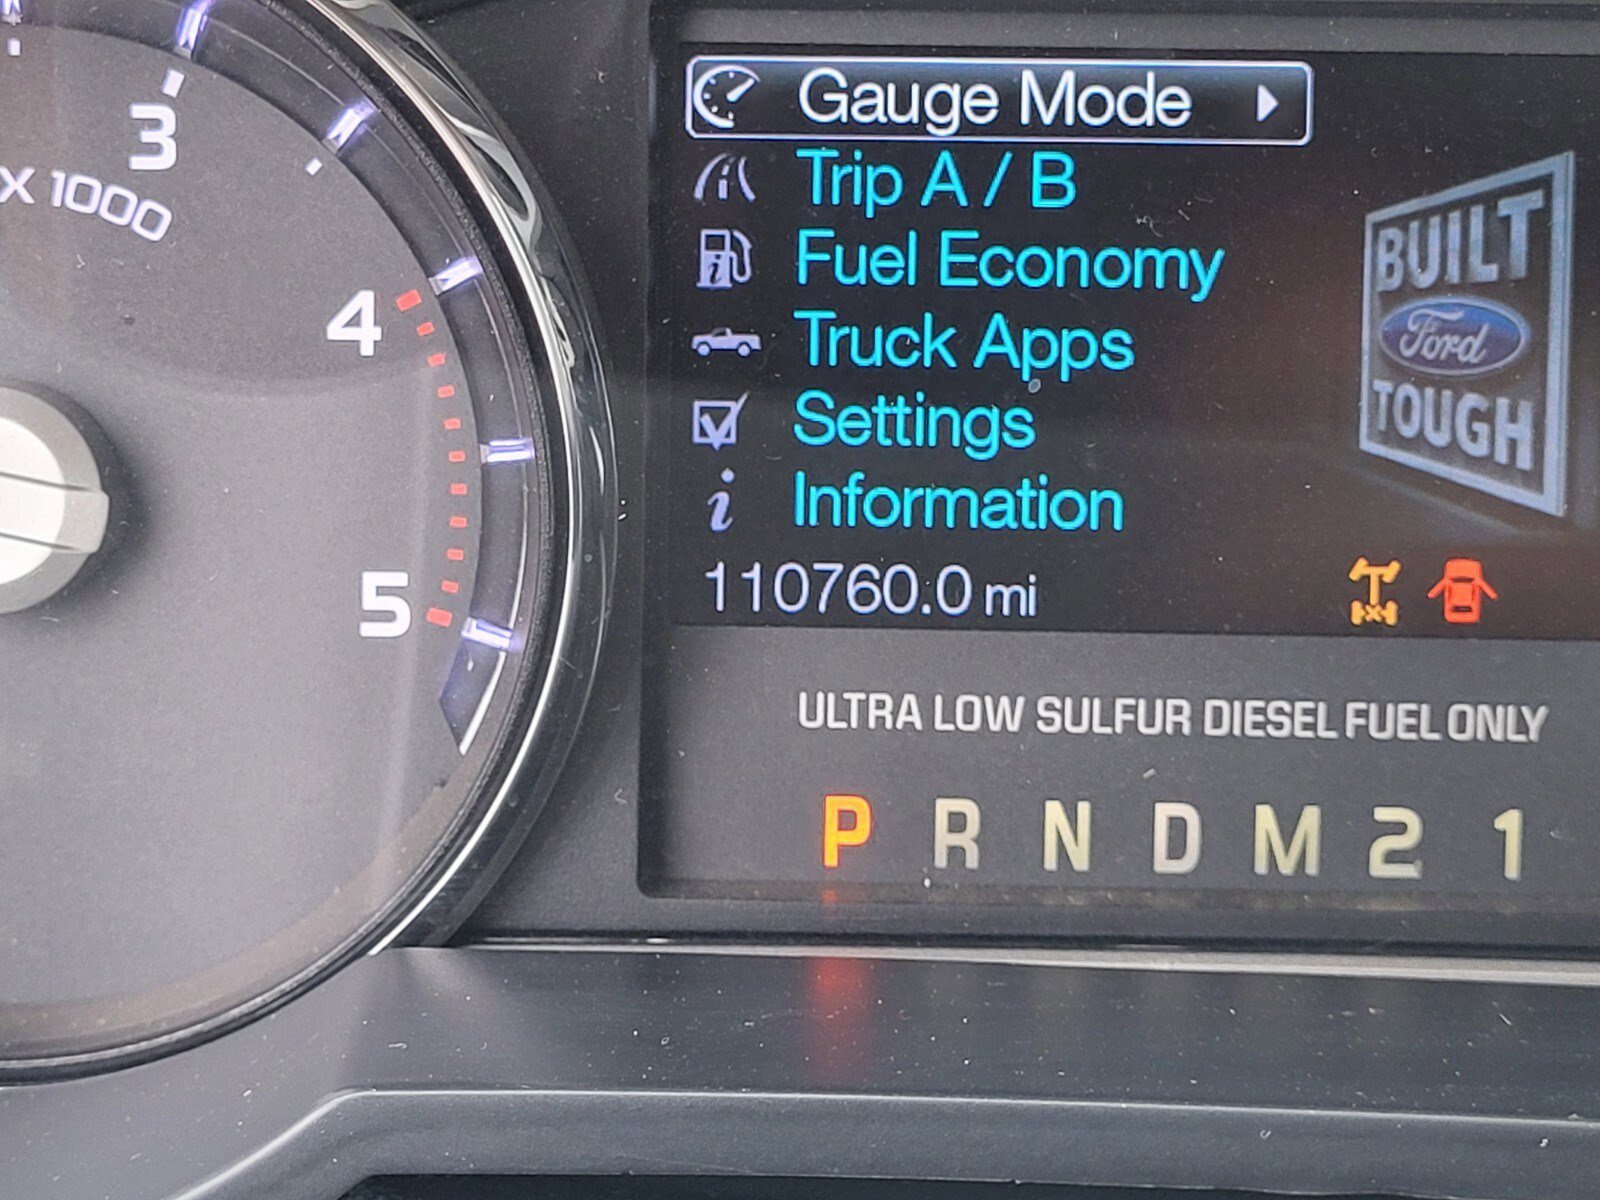 3
X 1000
4
5
Gauge Mode
Trip A / B
Fuel Economy
Truck Apps
Settings
Information
110760.0 mi
BUILT
Ford
TOUGH
ULTRA LOW SULFUR DIESEL FUEL ONLY
P R N D M 2 1